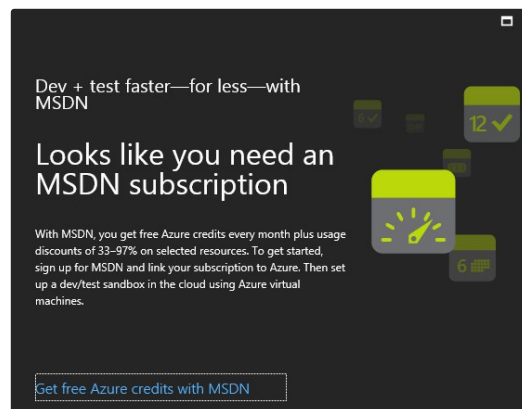 Dev + test faster—for less—with
MSDN
Looks like you need an
MSDN subscription
With MSDN, you get free Azure credits every month plus usage
discounts of 33–97% on selected resources. To get started,
sign up for MSDN and link your subscription to Azure. Then set
up a dev/test sandbox in the cloud using Azure virtual
machines.
Get free Azure credits with MSDN
6
12
6